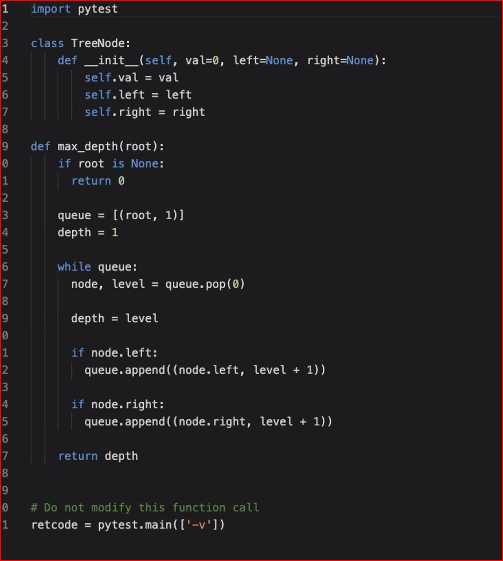 1 import pytest
2
3 class TreeNode:
4     def __init__(self, val=0, left=None, right=None):
5         self.val = val
6         self.left = left
7         self.right = right
8
9 def max_depth(root):
0     if root is None:
1       return 0
2
3     queue = [(root, 1)]
4     depth = 1
5
6     while queue:
7       node, level = queue.pop(0)
8
9       depth = level
0
1       if node.left:
2         queue.append((node.left, level + 1))
3
4       if node.right:
5         queue.append((node.right, level + 1))
6
7     return depth
8
9
0 # Do not modify this function call
1 retcode = pytest.main(['-v'])